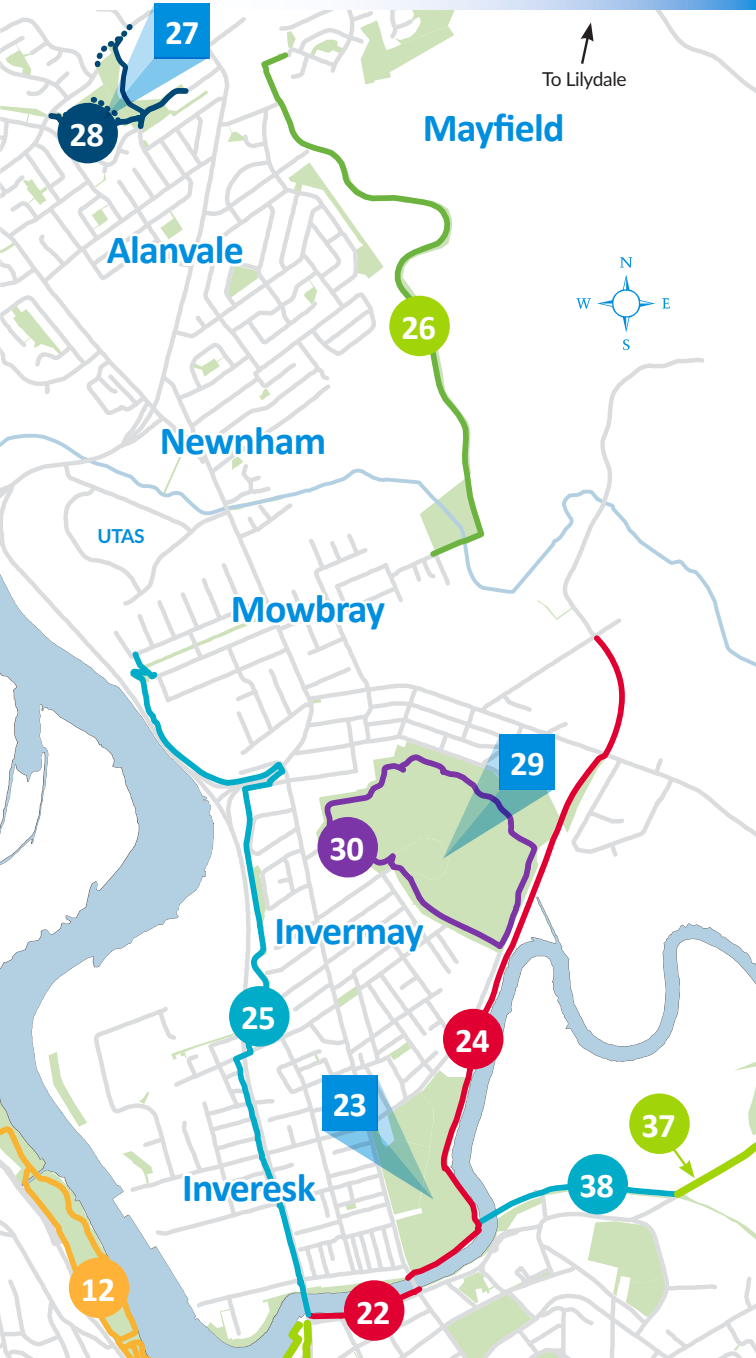 27
To Lilydale
Mayfield
28
Alanvale
N
W E
S
26
Newnham
UTAS
Mowbray
29
30
Invermay
25
24
23
37
38
Inveresk
12
22